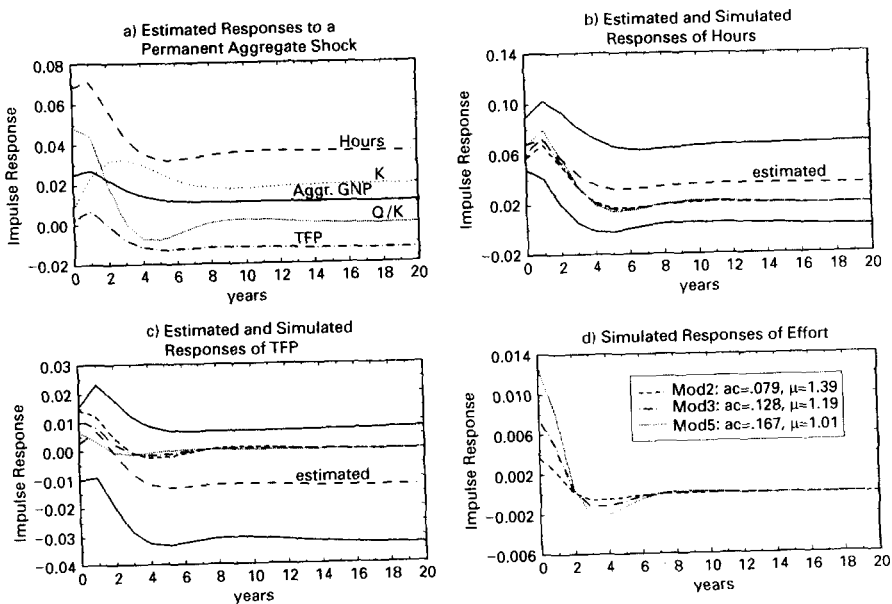 a) Estimated Responses to a
Permanent Aggregate Shock
0.08
0.06
0.04
0.02
0.00
−0.02
Impulse Response
Hours
K
Aggr. GNP
Q/K
TFP
0 2 4 6 8 10 12 14 16 18 20
years
b) Estimated and Simulated
Responses of Hours
0.14
0.10
0.06
0.02
−0.02
Impulse Response
estimated
0 2 4 6 8 10 12 14 16 18 20
years
c) Estimated and Simulated
Responses of TFP
0.03
0.02
0.01
0.00
−0.01
−0.02
−0.03
−0.04
Impulse Response
estimated
0 2 4 6 8 10 12 14 16 18 20
years
d) Simulated Responses of Effort
0.014
0.010
0.006
0.002
−0.002
−0.006
Impulse Response
Mod2: ac=.079, μ=1.39
Mod3: ac=.128, μ=1.19
Mod5: ac=.167, μ=1.01
0 2 4 6 8 10 12 14 16 18 20
years